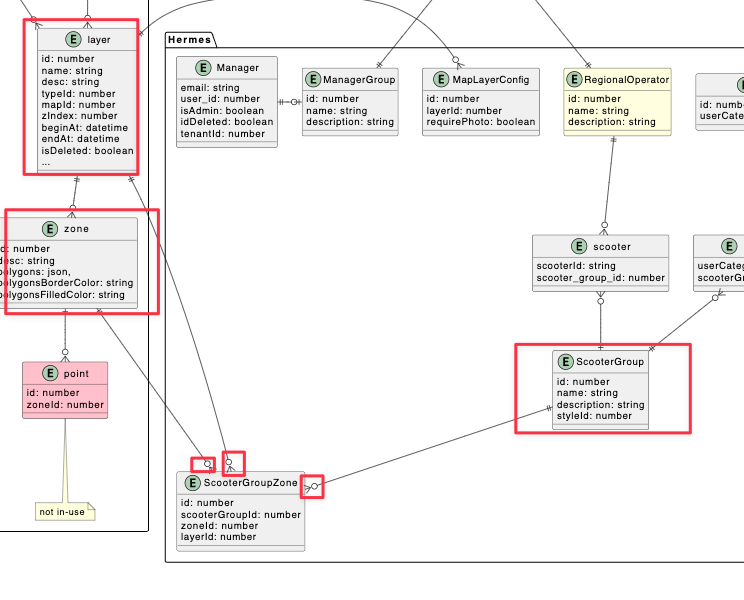 E layer
id: number
name: string
desc: string
typeId: number
mapId: number
zIndex: number
beginAt: datetime
endAt: datetime
isDeleted: boolean
...
E zone
id: number
desc: string
polygons: json,
polygonsBorderColor: string
polygonsFilledColor: string
E point
id: number
zoneId: number
not in-use
Hermes
E Manager
email: string
user_id: number
isAdmin: boolean
idDeleted: boolean
tenantId: number
E ManagerGroup
id: number
name: string
description: string
E MapLayerConfig
id: number
layerId: number
requirePhoto: boolean
E RegionalOperator
id: number
name: string
description: string
id: numb
userCate
E scooter
scooterId: string
scooter_group_id: number
E
userCateg
scooterGr
E ScooterGroup
id: number
name: string
description: string
styleId: number
E ScooterGroupZone
id: number
scooterGroupId: number
zoneId: number
layerId: number